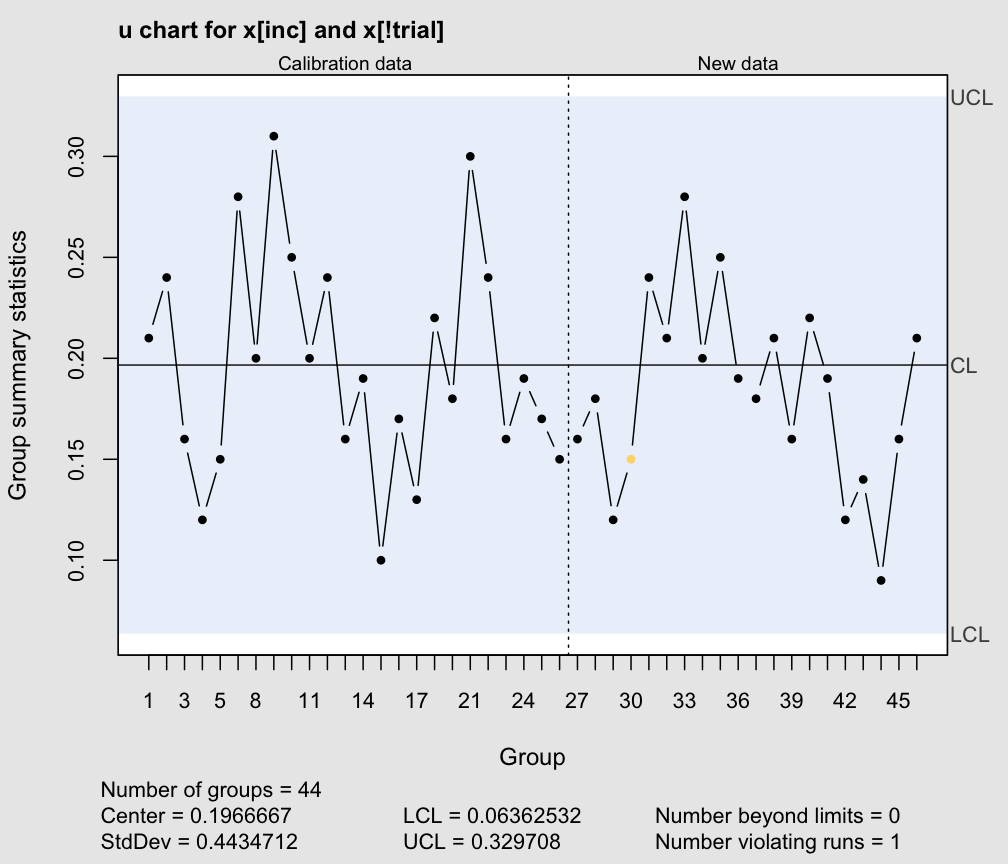 u chart for x[inc] and x[!trial]
Calibration data New data
UCL
0.30
0.25
0.20
CL
0.15
0.10
LCL
Group summary statistics
1 3 5 8 11 14 17 21 24 27 30 33 36 39 42 45
Group
Number of groups = 44
Center = 0.1966667 LCL = 0.06362532 Number beyond limits = 0
StdDev = 0.4434712 UCL = 0.329708 Number violating runs = 1